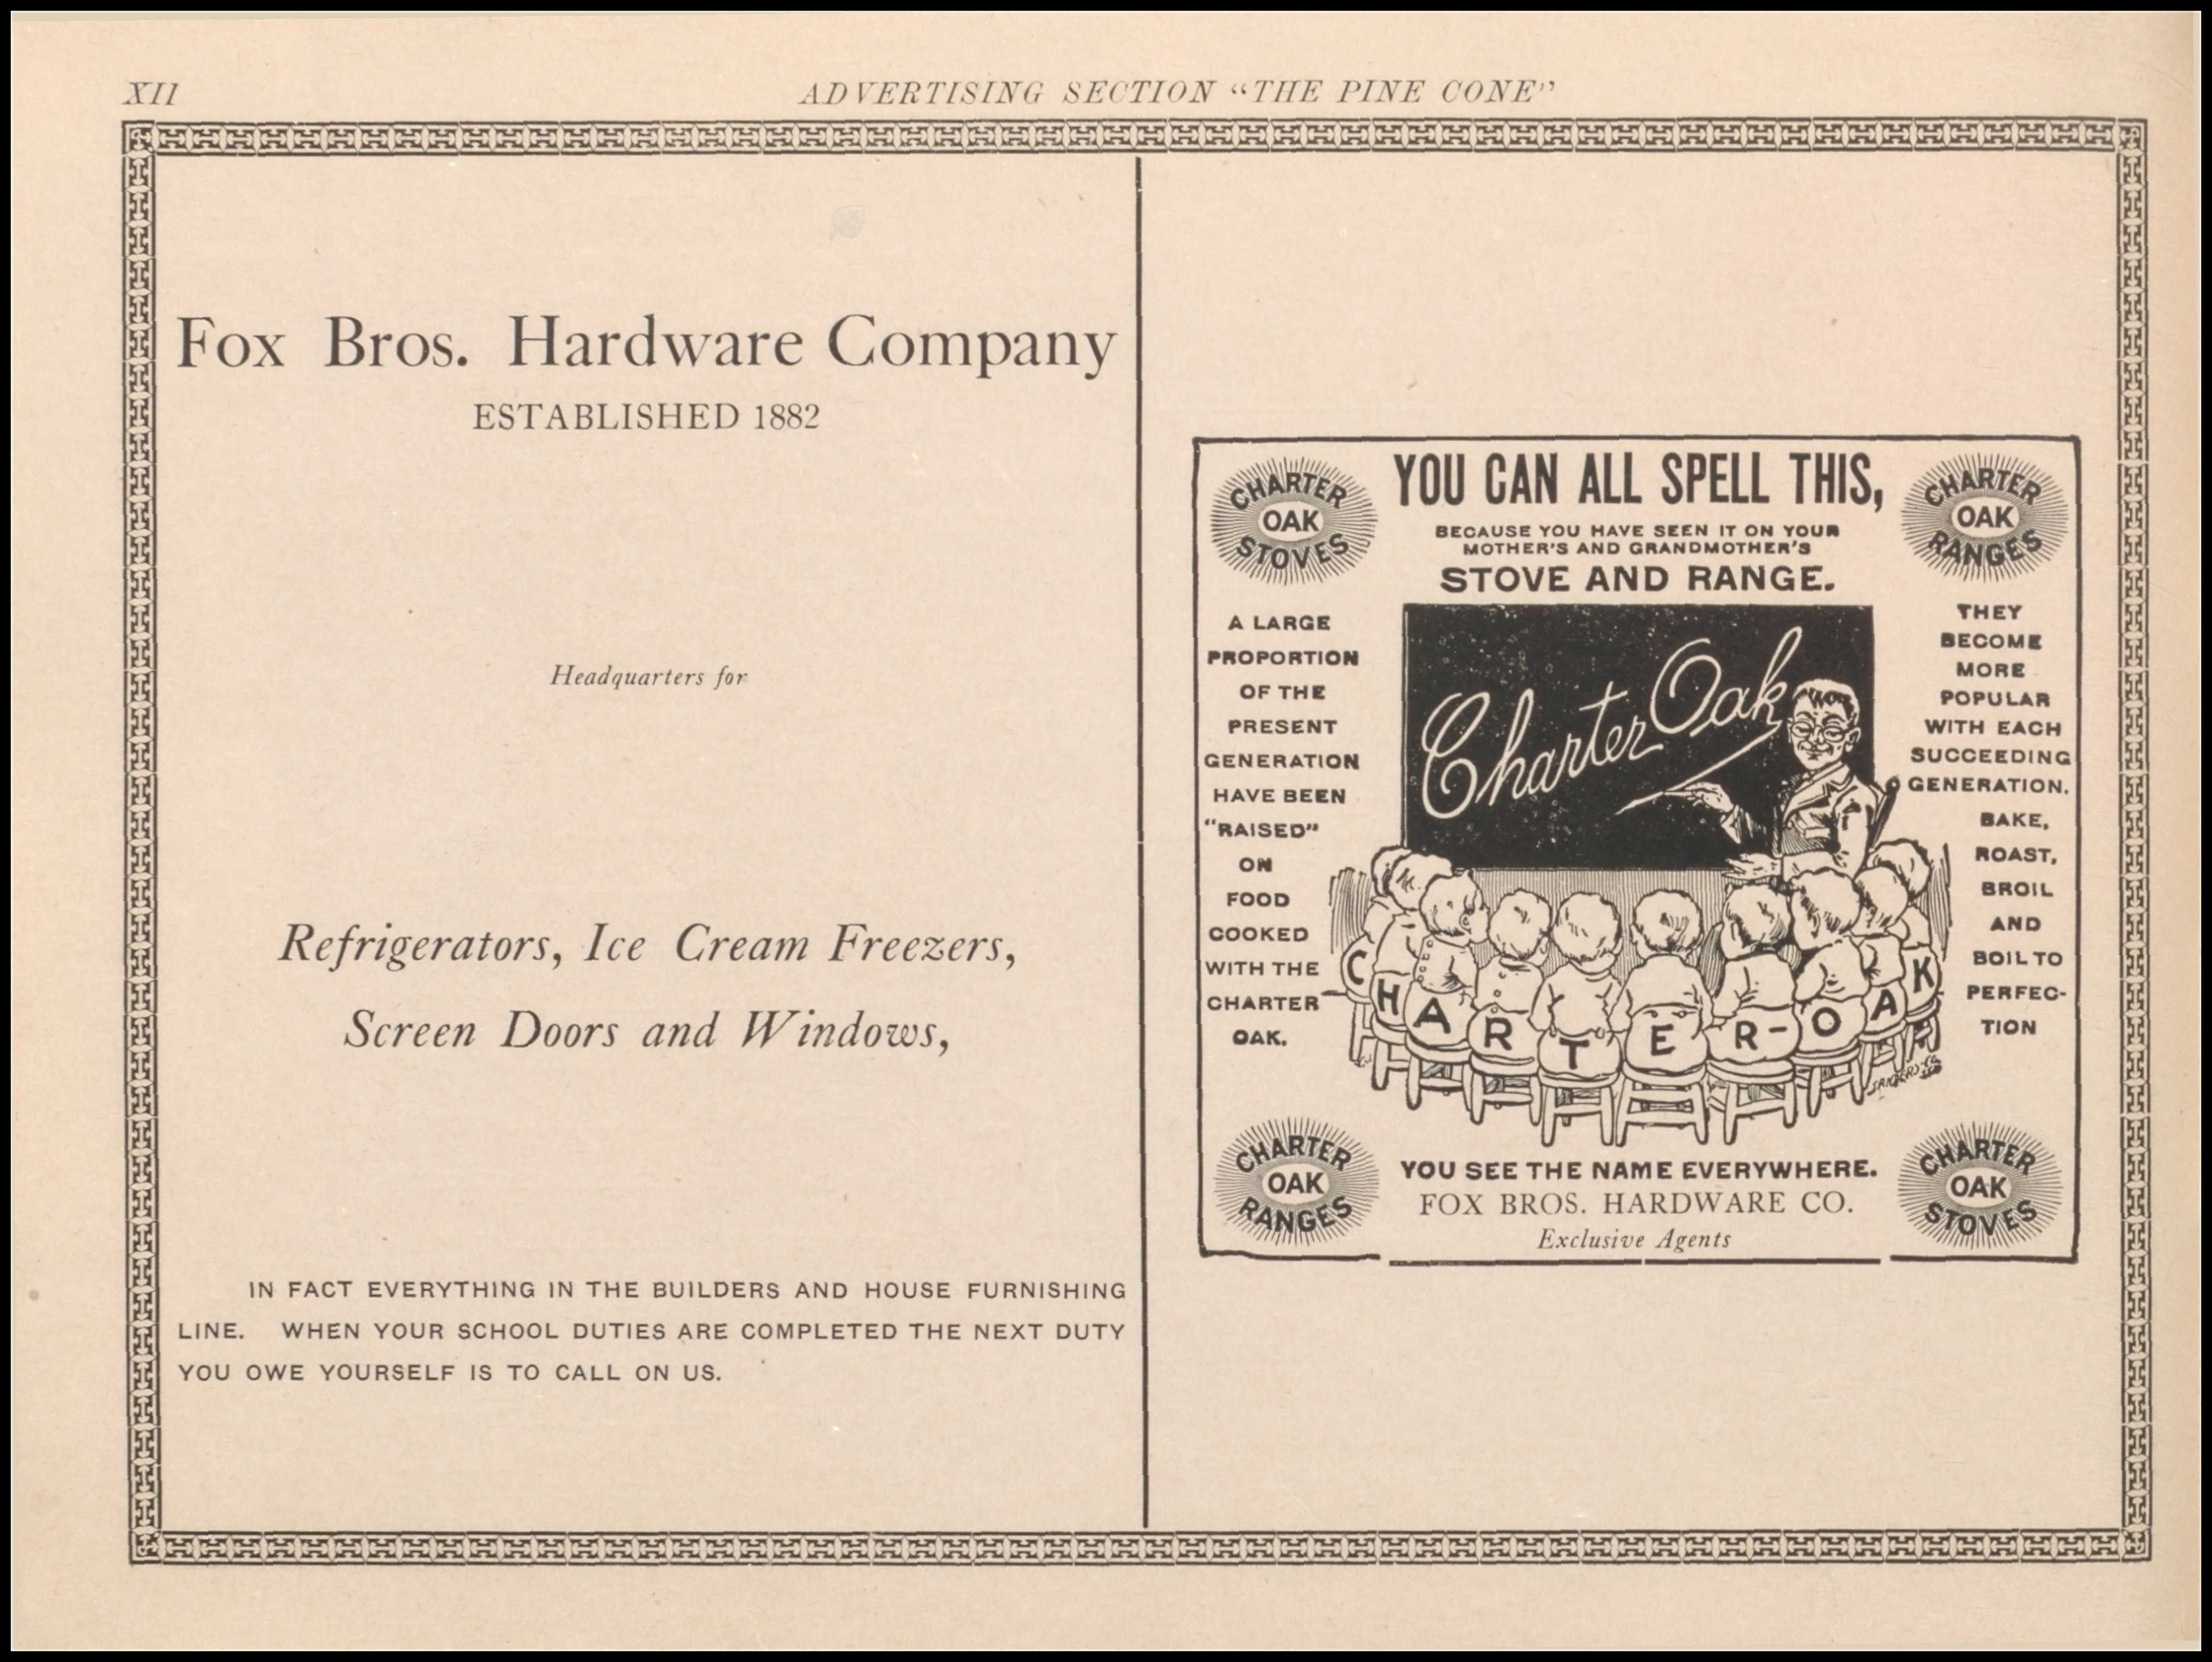 XII
ADVERTISING SECTION “THE PINE CONE”
Fox Bros. Hardware Company
ESTABLISHED 1882
Headquarters for
Refrigerators, Ice Cream Freezers,
Screen Doors and Windows,
IN FACT EVERYTHING IN THE BUILDERS AND HOUSE FURNISHING
LINE. WHEN YOUR SCHOOL DUTIES ARE COMPLETED THE NEXT DUTY
YOU OWE YOURSELF IS TO CALL ON US.
CHARTER
OAK
STOVES
YOU CAN ALL SPELL THIS,
BECAUSE YOU HAVE SEEN IT ON YOUR
MOTHER'S AND GRANDMOTHER'S
STOVE AND RANGE.
CHARTER
OAK
RANGES
A LARGE
PROPORTION
OF THE
PRESENT
GENERATION
HAVE BEEN
“RAISED”
ON
FOOD
COOKED
WITH THE
CHARTER
OAK.
Charter Oak
CHARTER-OAK
THEY
BECOME
MORE
POPULAR
WITH EACH
SUCCEEDING
GENERATION.
BAKE,
ROAST,
BROIL
AND
BOIL TO
PERFEC-
TION
CHARTER
OAK
RANGES
YOU SEE THE NAME EVERYWHERE.
FOX BROS. HARDWARE CO.
Exclusive Agents
CHARTER
OAK
STOVES